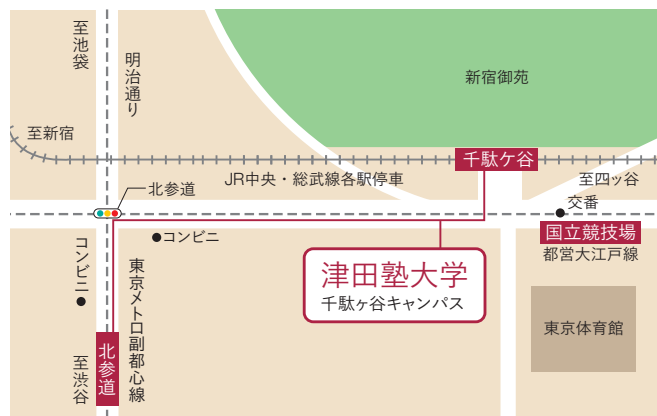 至池袋
明治通り
新宿御苑
至新宿
千駄ケ谷
JR中央・総武線各駅停車
至四ッ谷
北参道
交番
コンビニ
国立競技場
都営大江戸線
コンビニ
東京メトロ副都心線
津田塾大学
千駄ヶ谷キャンパス
東京体育館
北参道
至渋谷